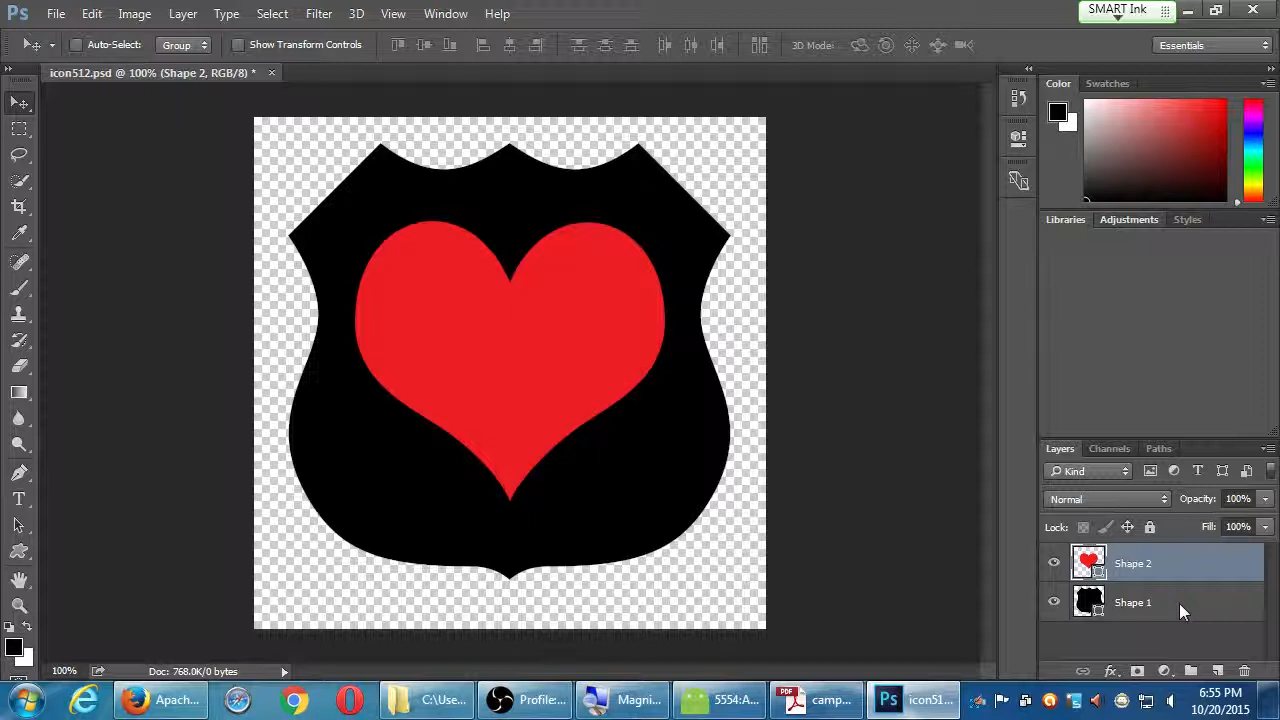 Ps File Edit Image Layer Type Select Filter 3D View Window Help
SMART Ink
Auto-Select: Group Show Transform Controls 3D Mode: Essentials
icon512.psd @ 100% (Shape 2, RGB/8) * ×
Color Swatches
Libraries Adjustments Styles
Layers Channels Paths
Kind
Normal Opacity: 100%
Lock: Fill: 100%
Shape 2
Shape 1
100% Doc: 768.0K/0 bytes
Apach... C:\Use... Profile:... Magni... 5554:A... PDF camp... Ps icon51...
6:55 PM
10/20/2015